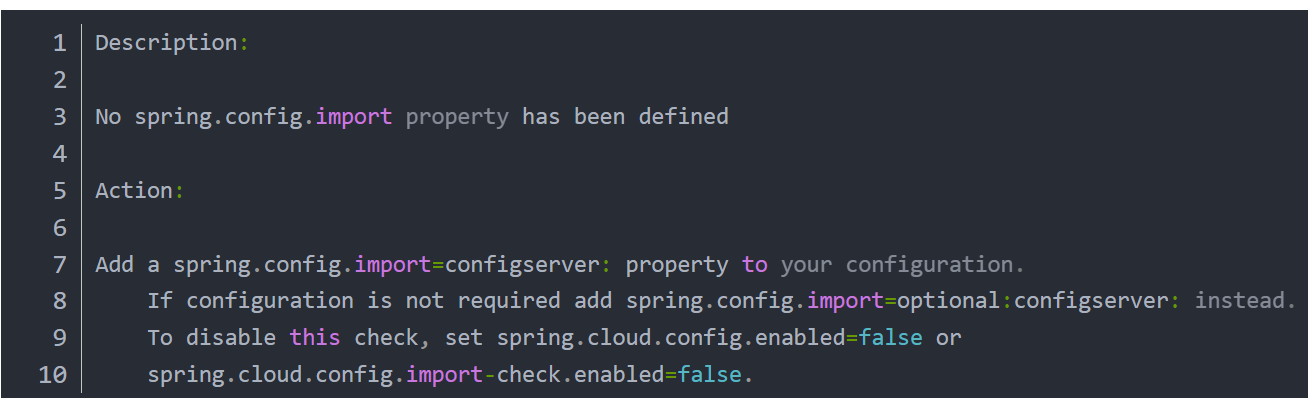 1 Description:
2
3 No spring.config.import property has been defined
4
5 Action:
6
7 Add a spring.config.import=configserver: property to your configuration.
8     If configuration is not required add spring.config.import=optional:configserver: instead.
9     To disable this check, set spring.cloud.config.enabled=false or
10     spring.cloud.config.import-check.enabled=false.